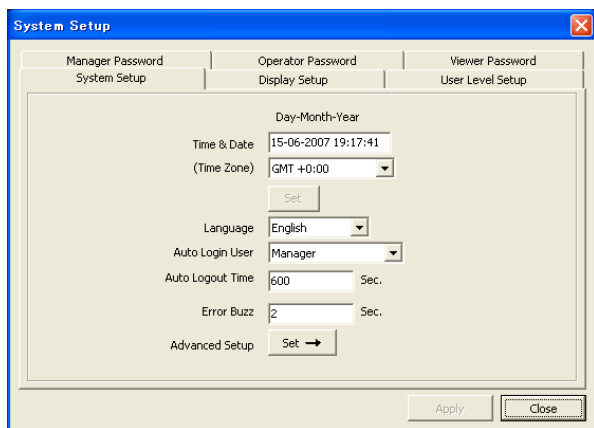 System Setup
Manager Password Operator Password Viewer Password
System Setup Display Setup User Level Setup
Day-Month-Year
Time & Date 15-06-2007 19:17:41
(Time Zone) GMT +0:00
Set
Language English
Auto Login User Manager
Auto Logout Time 600 Sec.
Error Buzz 2 Sec.
Advanced Setup Set →
Apply Close